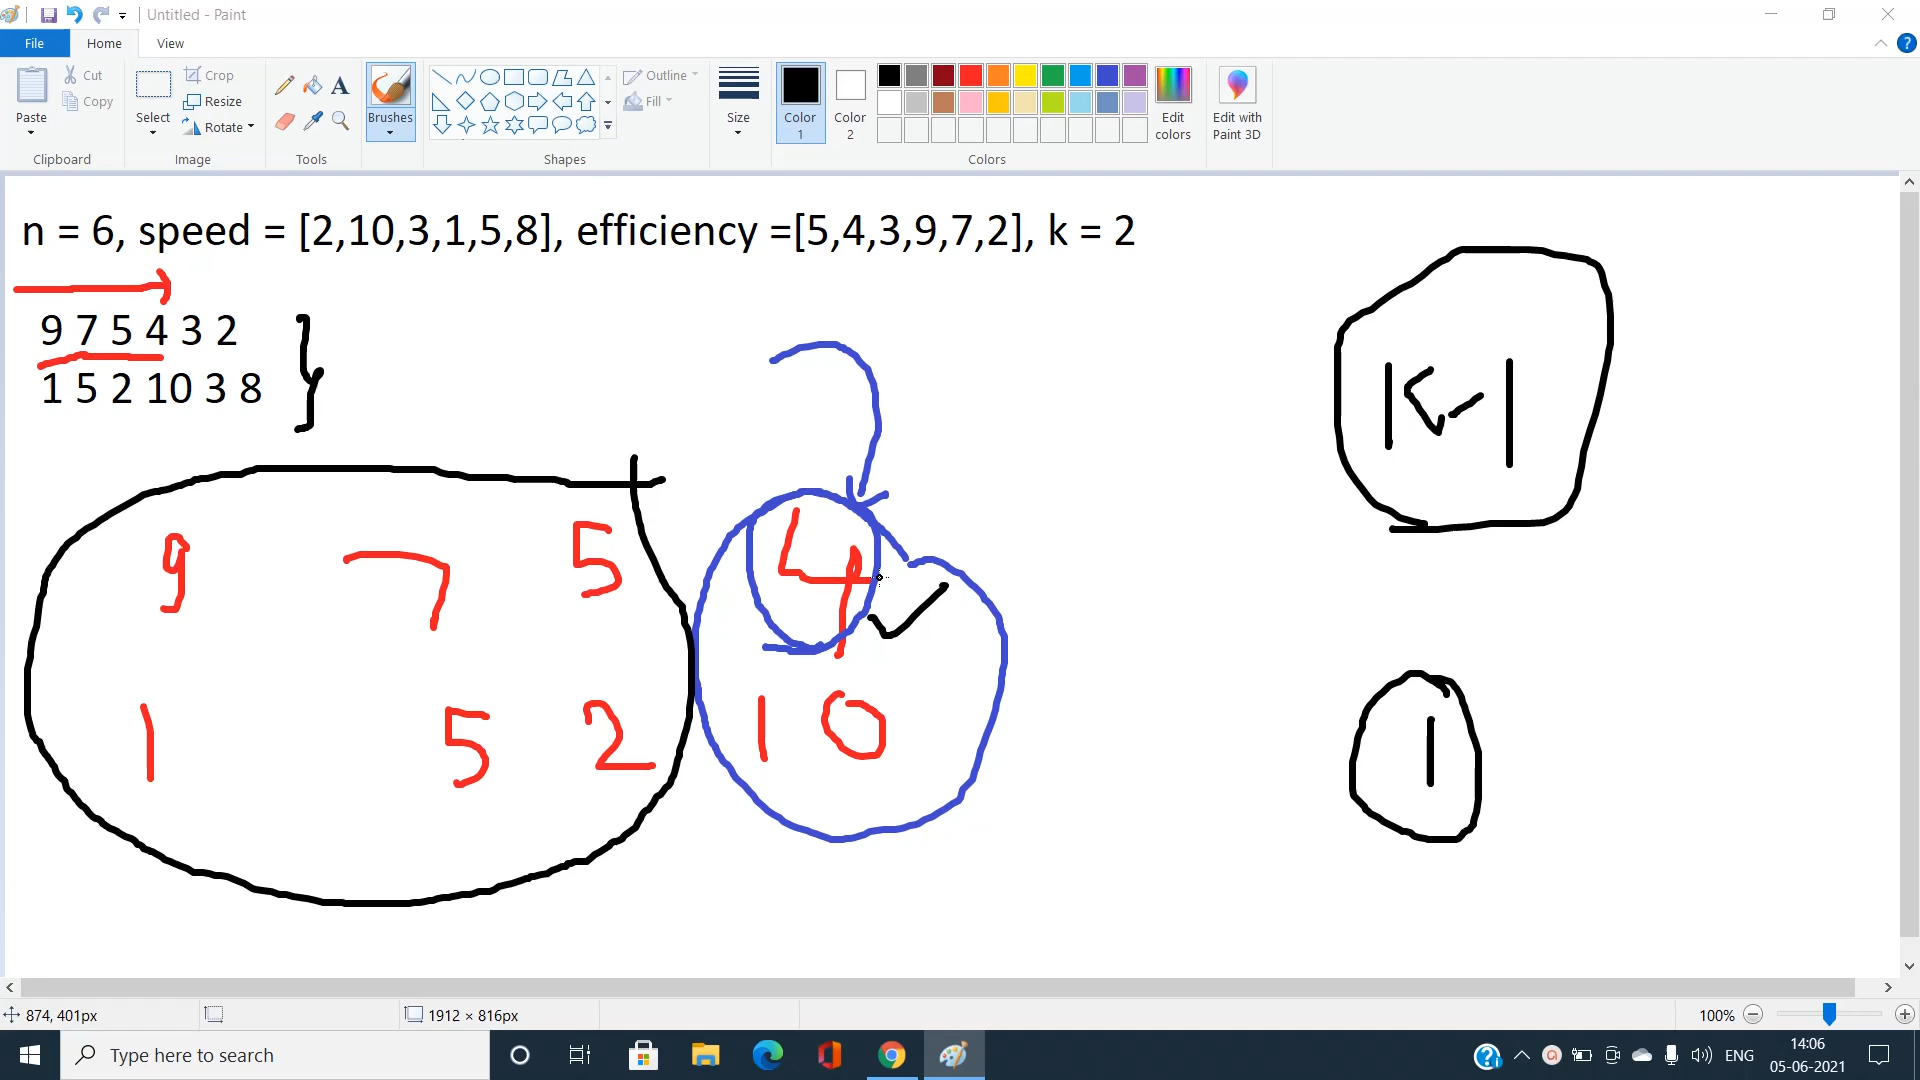 Untitled - Paint
File Home View
Paste
Cut
Copy
Clipboard
Select
Crop
Resize
Rotate
Image
A
Tools
Brushes
Shapes
Outline
Fill
Size
Color 1
Color 2
Colors
Edit colors
Edit with Paint 3D
n = 6, speed = [2,10,3,1,5,8], efficiency =[5,4,3,9,7,2], k = 2
9 7 5 4 3 2
1 5 2 10 3 8
K-1
9 7 5 4
1 5 2 10
1
874, 401px
1912 × 816px
100%
Type here to search
ENG
14:06
05-06-2021